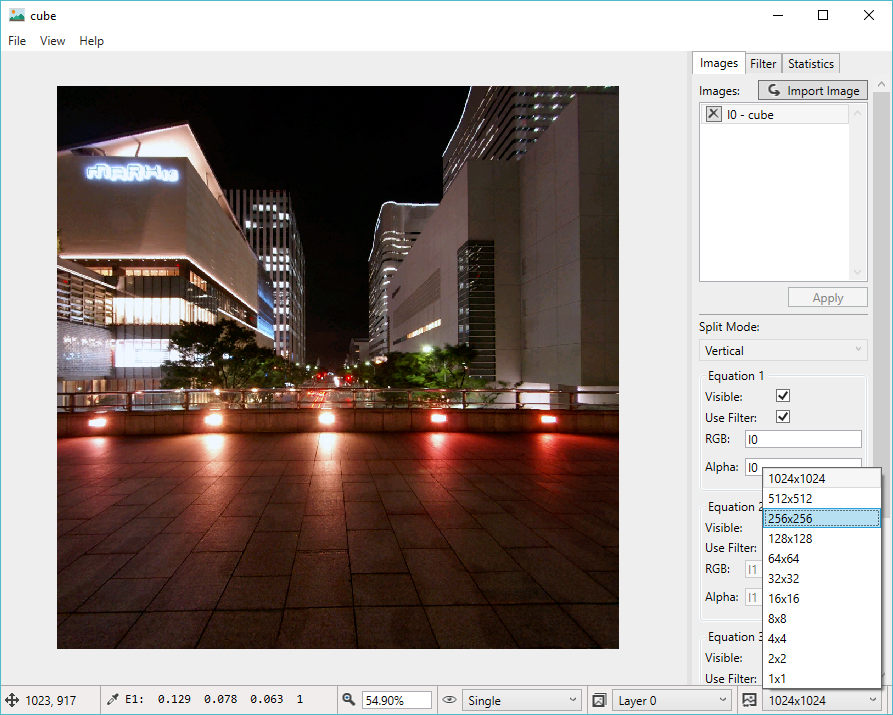 cube
File View Help
Images Filter Statistics
Images: Import Image
I0 - cube
Apply
Split Mode:
Vertical
Equation 1
Visible:
Use Filter:
RGB: I0
Alpha: I0
Equation 2
Visible:
Use Filter:
RGB: I1
Alpha: I1
Equation 3
Visible:
Use Filter:
1024x1024
512x512
256x256
128x128
64x64
32x32
16x16
8x8
4x4
2x2
1x1
1023, 917 E1: 0.129 0.078 0.063 1 54.90% Single Layer 0 1024x1024